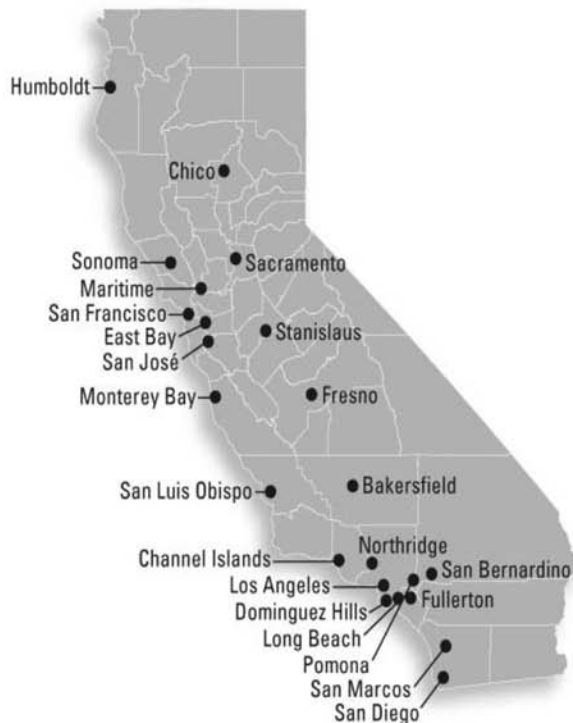 Humboldt
Chico
Sonoma
Sacramento
Maritime
San Francisco
East Bay
Stanislaus
San José
Monterey Bay
Fresno
Bakersfield
San Luis Obispo
Northridge
Channel Islands
San Bernardino
Los Angeles
Dominguez Hills
Fullerton
Long Beach
Pomona
San Marcos
San Diego